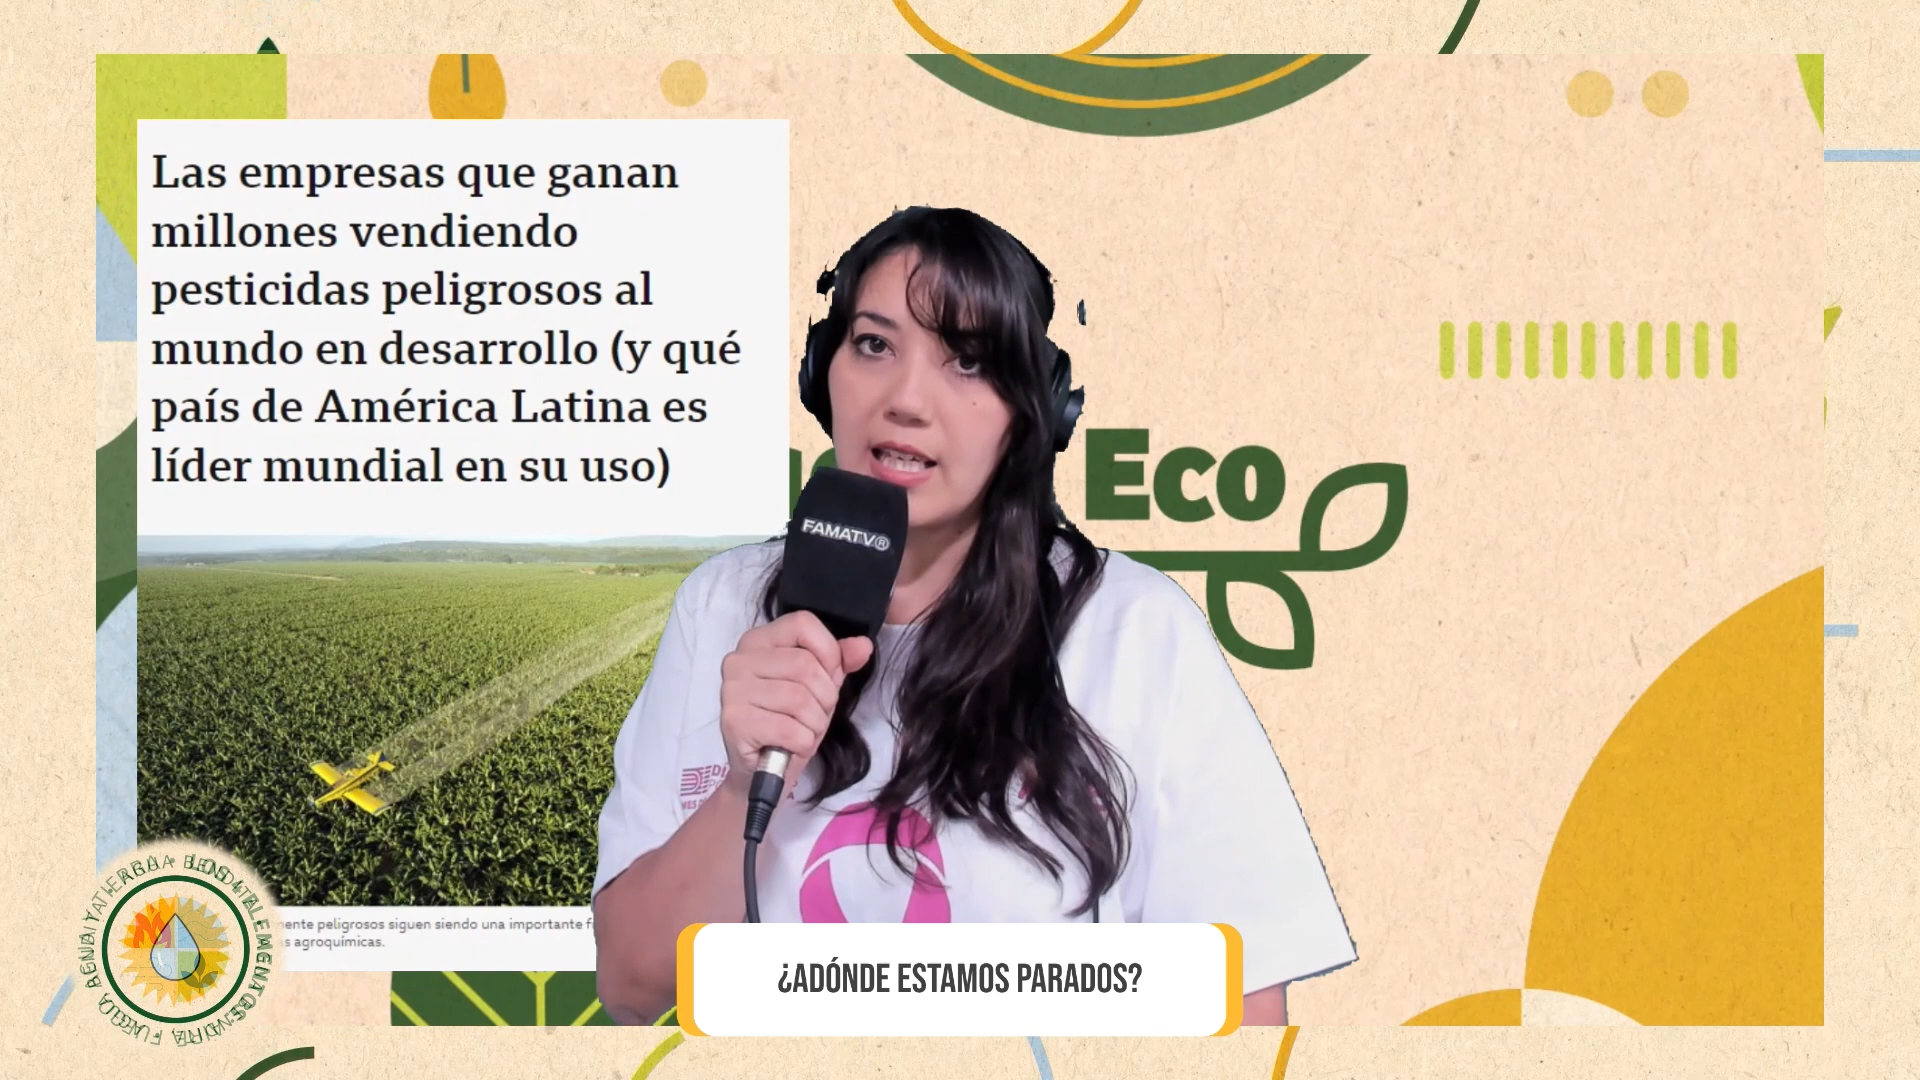 Las empresas que ganan
millones vendiendo
pesticidas peligrosos al
mundo en desarrollo (y qué
país de América Latina es
líder mundial en su uso)
Eco
FAMATV®
mente peligrosos siguen siendo una importante
agroquímicas.
¿ADÓNDE ESTAMOS PARADOS?